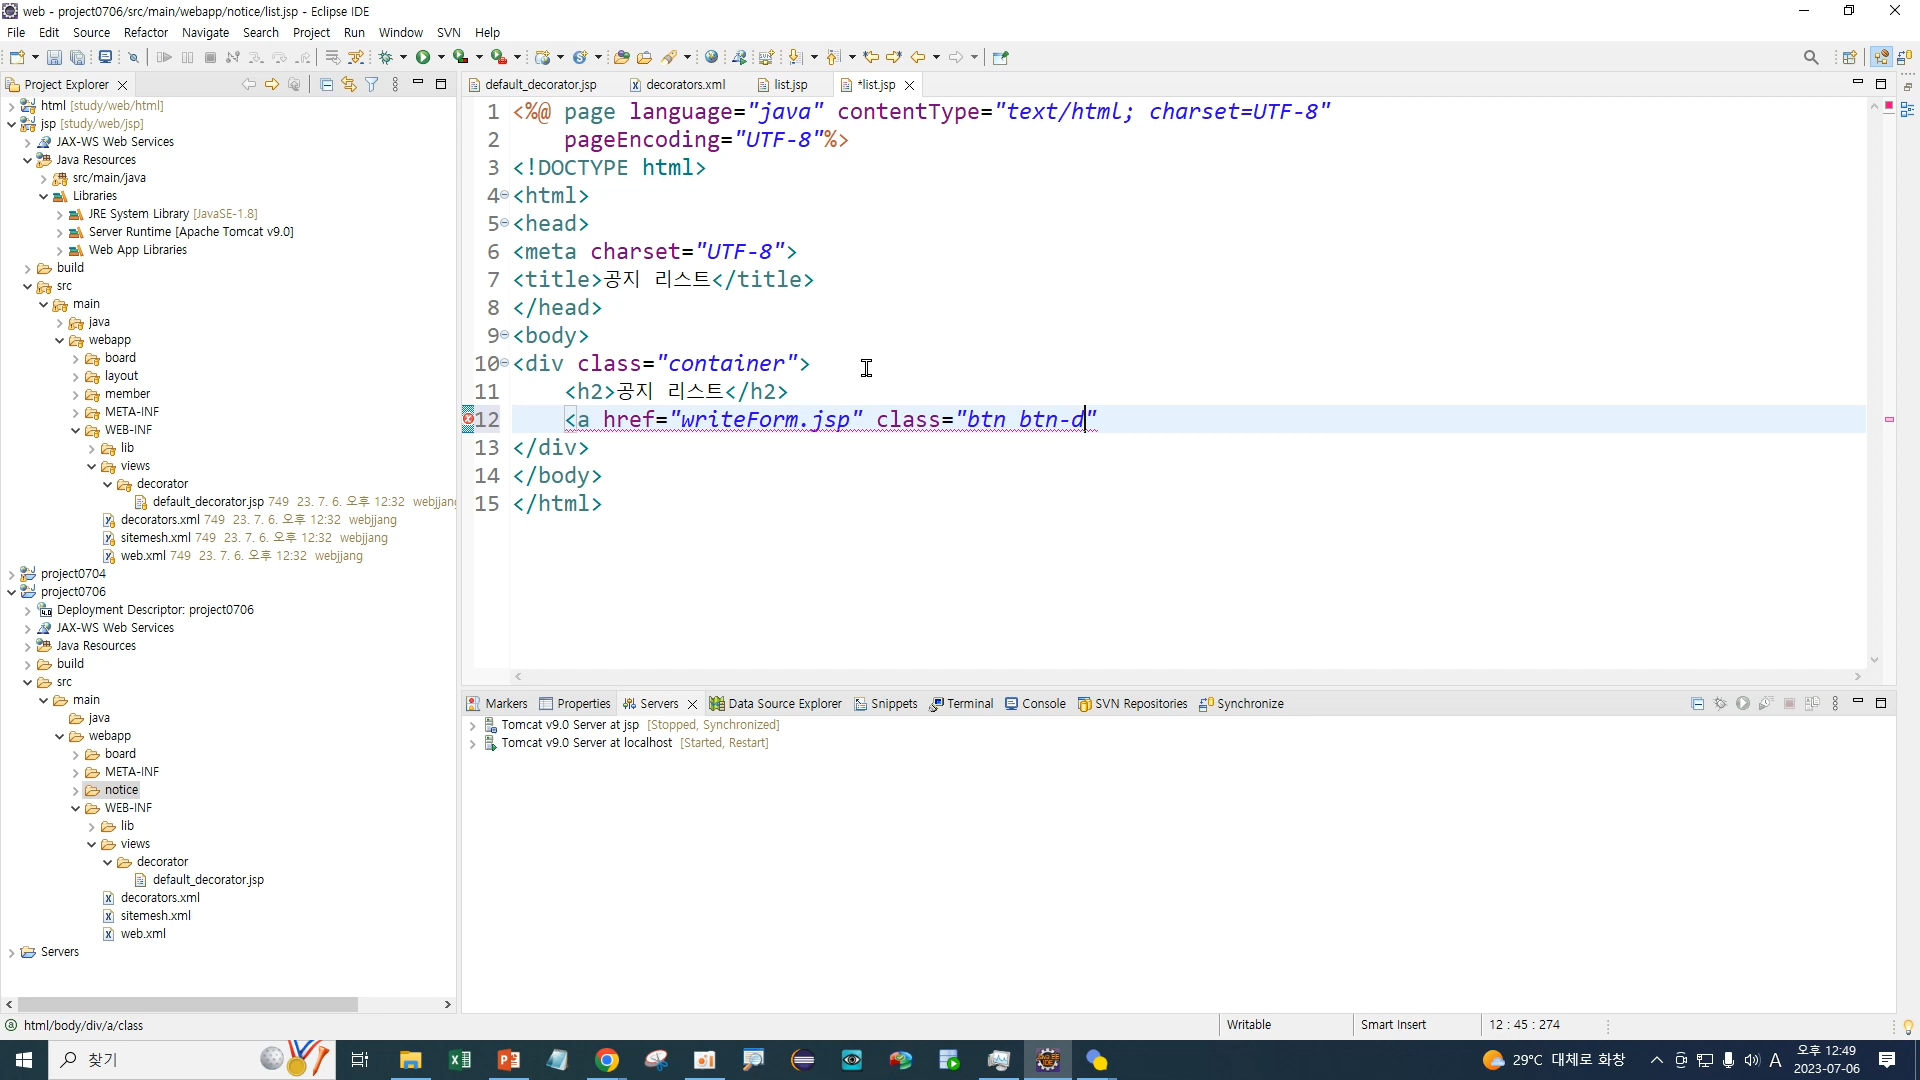 web - project0706/src/main/webapp/notice/list.jsp - Eclipse IDE
File Edit Source Refactor Navigate Search Project Run Window SVN Help
Project Explorer
default_decorator.jsp decorators.xml list.jsp *list.jsp
html [study/web/html]
jsp [study/web/jsp]
JAX-WS Web Services
Java Resources
src/main/java
Libraries
JRE System Library [JavaSE-1.8]
Server Runtime [Apache Tomcat v9.0]
Web App Libraries
build
src
main
java
webapp
board
layout
member
META-INF
WEB-INF
lib
views
decorator
default_decorator.jsp 749 23. 7. 6. 오후 12:32 webjjang
decorators.xml 749 23. 7. 6. 오후 12:32 webjjang
sitemesh.xml 749 23. 7. 6. 오후 12:32 webjjang
web.xml 749 23. 7. 6. 오후 12:32 webjjang
project0704
project0706
Deployment Descriptor: project0706
JAX-WS Web Services
Java Resources
build
src
main
java
webapp
board
META-INF
notice
WEB-INF
lib
views
decorator
default_decorator.jsp
decorators.xml
sitemesh.xml
web.xml
Servers
1 <%@ page language="java" contentType="text/html; charset=UTF-8"
2 pageEncoding="UTF-8"%>
3 <!DOCTYPE html>
4 <html>
5 <head>
6 <meta charset="UTF-8">
7 <title>공지 리스트</title>
8 </head>
9 <body>
10 <div class="container">
11 <h2>공지 리스트</h2>
12 <a href="writeForm.jsp" class="btn btn-d"
13 </div>
14 </body>
15 </html>
Markers Properties Servers Data Source Explorer Snippets Terminal Console SVN Repositories Synchronize
Tomcat v9.0 Server at jsp [Stopped, Synchronized]
Tomcat v9.0 Server at localhost [Started, Restart]
html/body/div/a/class Writable Smart Insert 12 : 45 : 274
찾기 29°C 대체로 화창 A 오후 12:49
2023-07-06